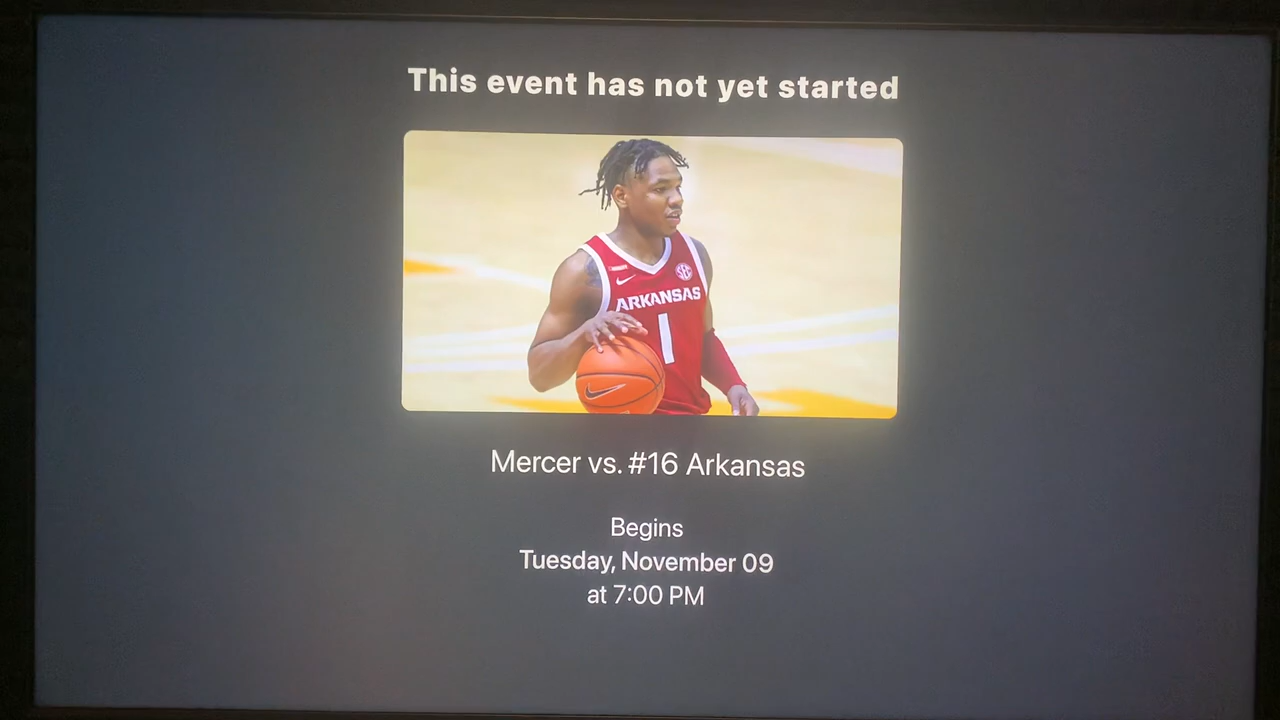 This event has not yet started
SEC
ARKANSAS
1
Mercer vs. #16 Arkansas
Begins
Tuesday, November 09
at 7:00 PM